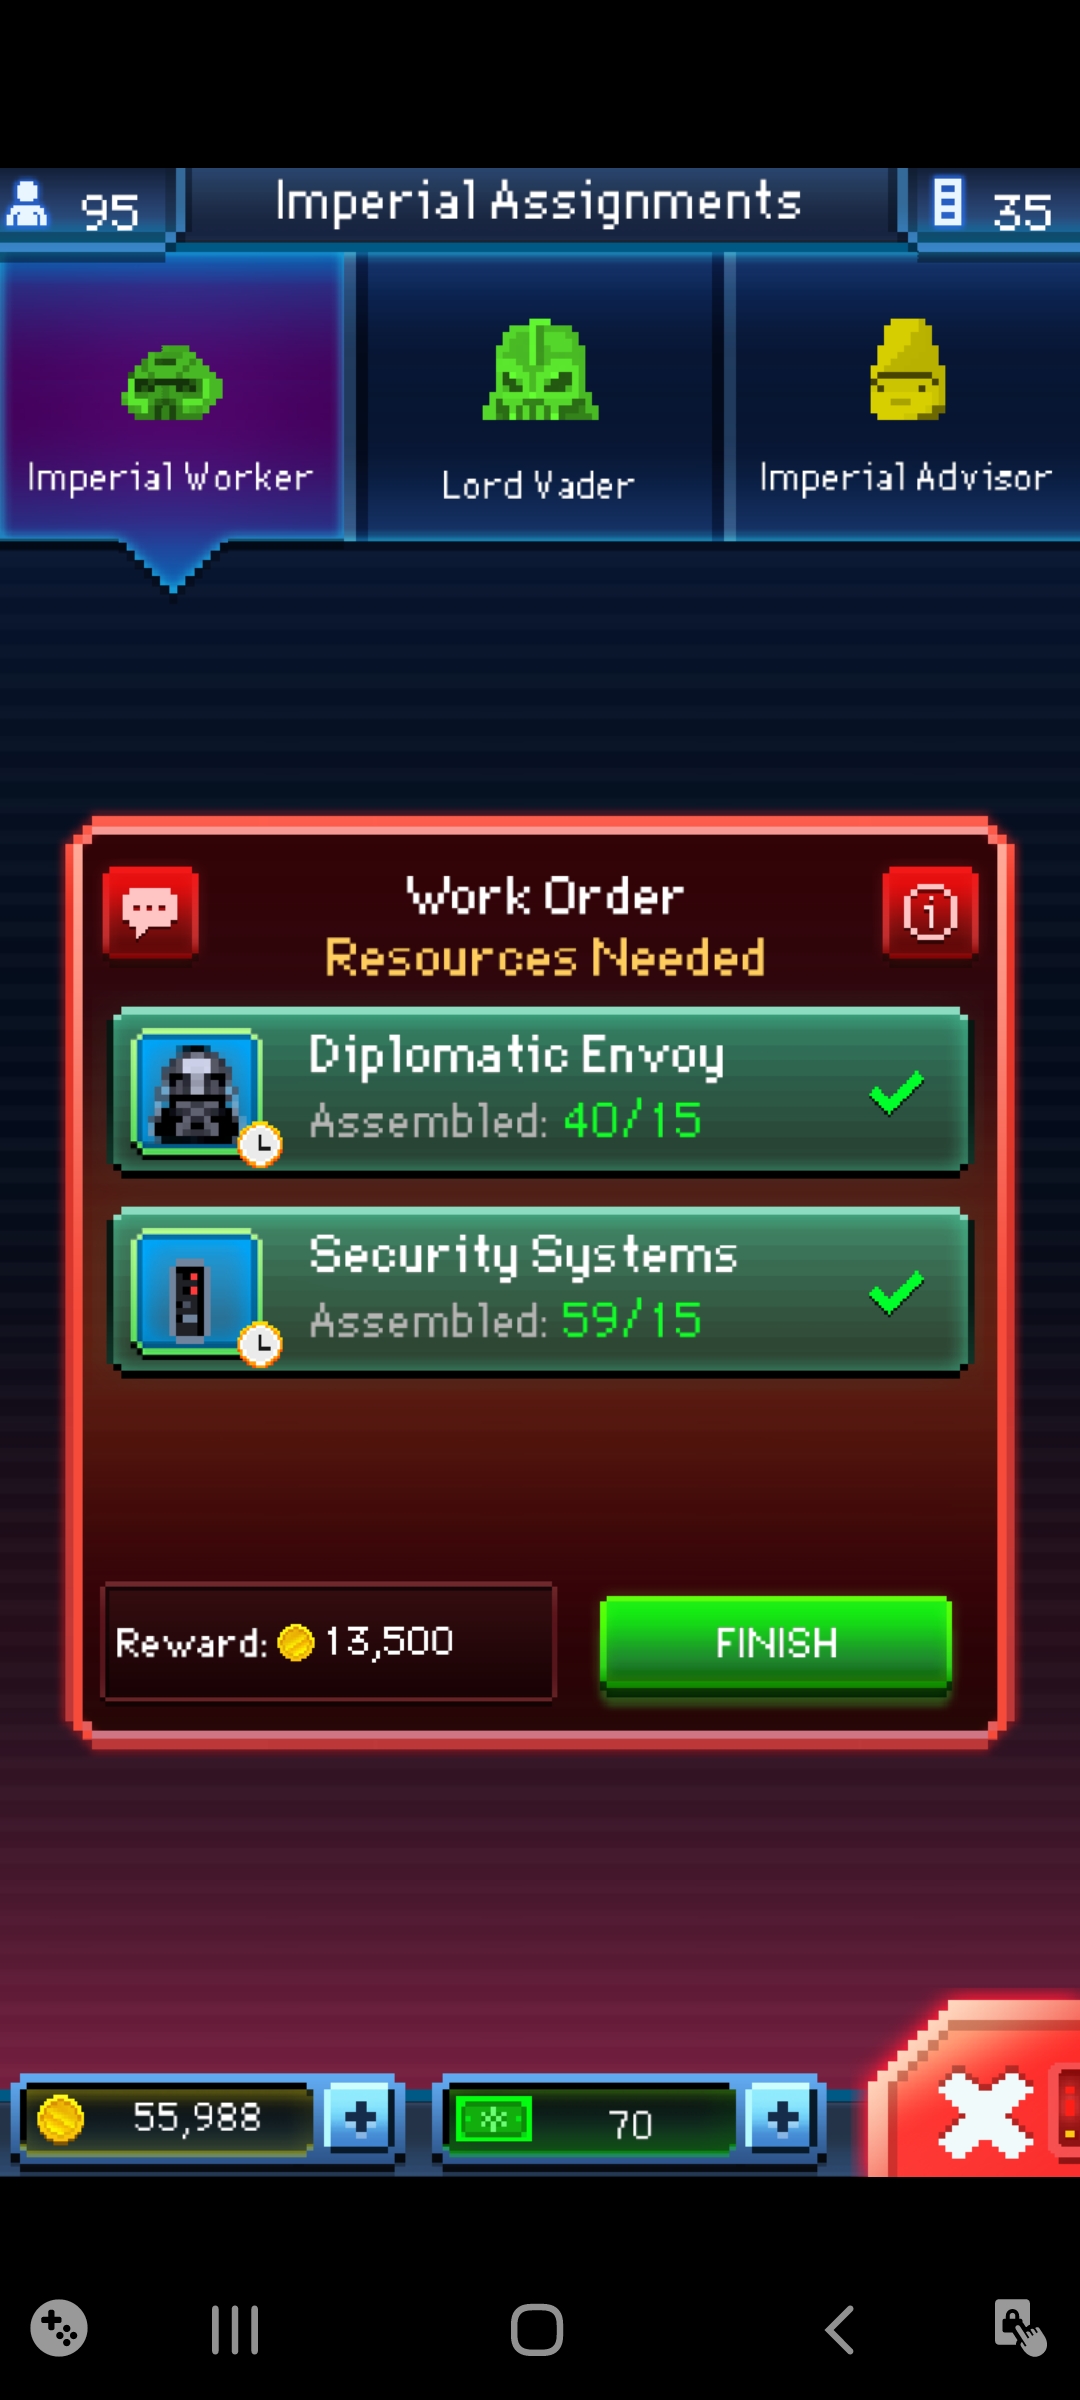 95
Imperial Assignments
35
Imperial Worker
Lord Vader
Imperial Advisor
Work Order
Resources Needed
Diplomatic Envoy
Assembled: 40/15
Security Systems
Assembled: 59/15
Reward: 13,500
FINISH
55,988
70